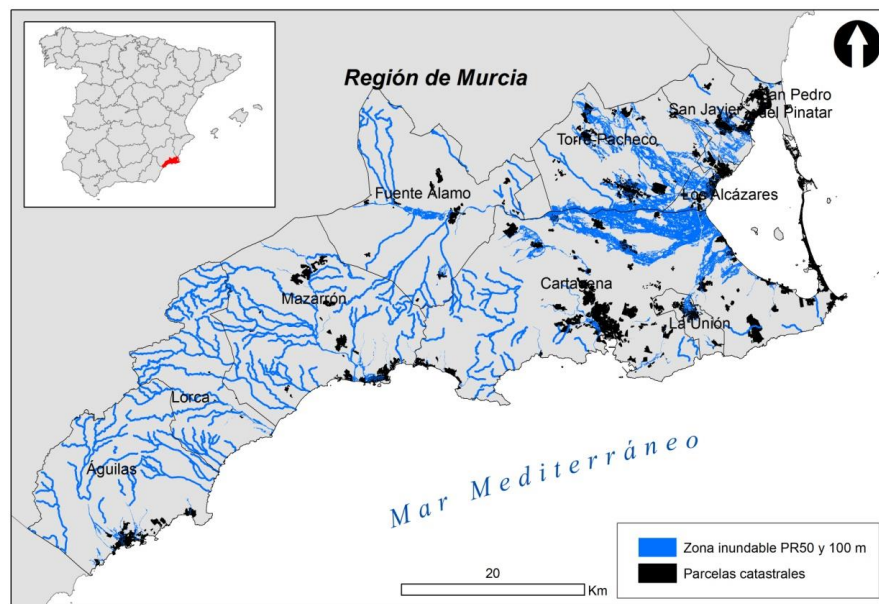 Región de Murcia
San Pedro
del Pinatar
San Javier
Torre-Pacheco
Fuente Álamo
Los Alcázares
Mazarrón
Cartagena
La Unión
Lorca
Águilas
Mar Mediterráneo
20
Km
Zona inundable PR50 y 100 m
Parcelas catastrales